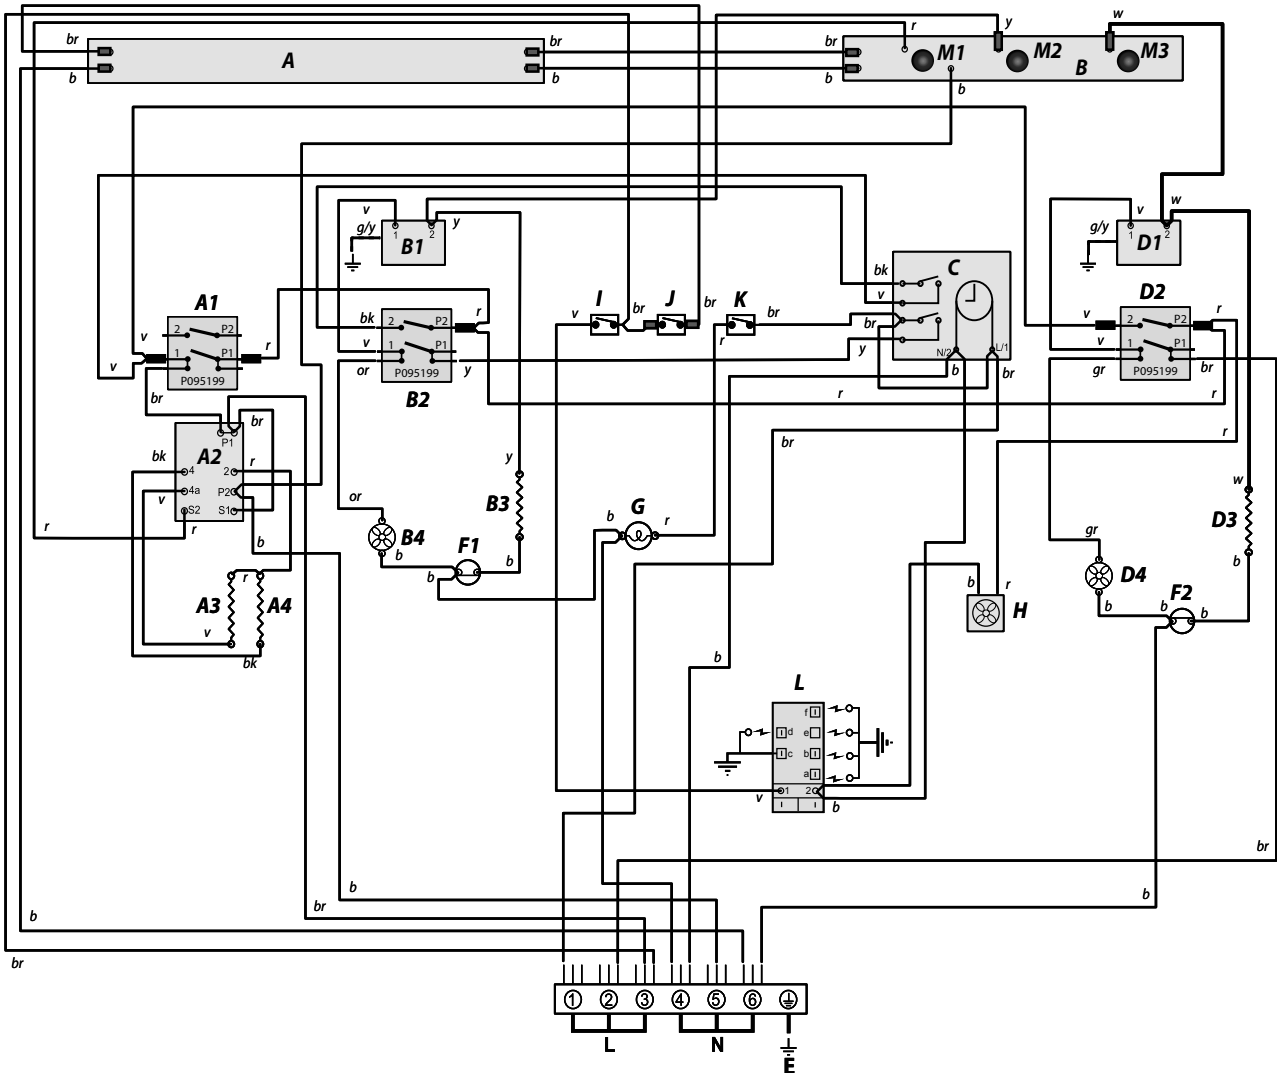 r
y
w
br
A
br
br
M1
M2
M3
B
b
b
b
b
v
g/y
1
2
B1
y
v
w
g/y
1
2
D1
bk
C
v
br
y
N/2
L/1
b
br
A1
v
2
P2
1
P1
r
v
P095199
br
bk
2
P2
r
v
1
P1
or
y
P095199
B2
I
J
K
v
br
br
br
r
D2
v
2
P2
r
v
1
P1
gr
br
P095199
r
br
r
P1
br
bk
A2
4
2
r
4a
P2
v
S2
S1
r
r
b
r
A3
A4
v
bk
y
B3
or
B4
b
F1
b
b
b
G
r
w
D3
gr
b
D4
b
F2
b
b
b
r
H
b
L
f
d
e
c
b
a
1
2
v
b
br
b
b
br
b
br
1
2
3
4
5
6
L
N
E